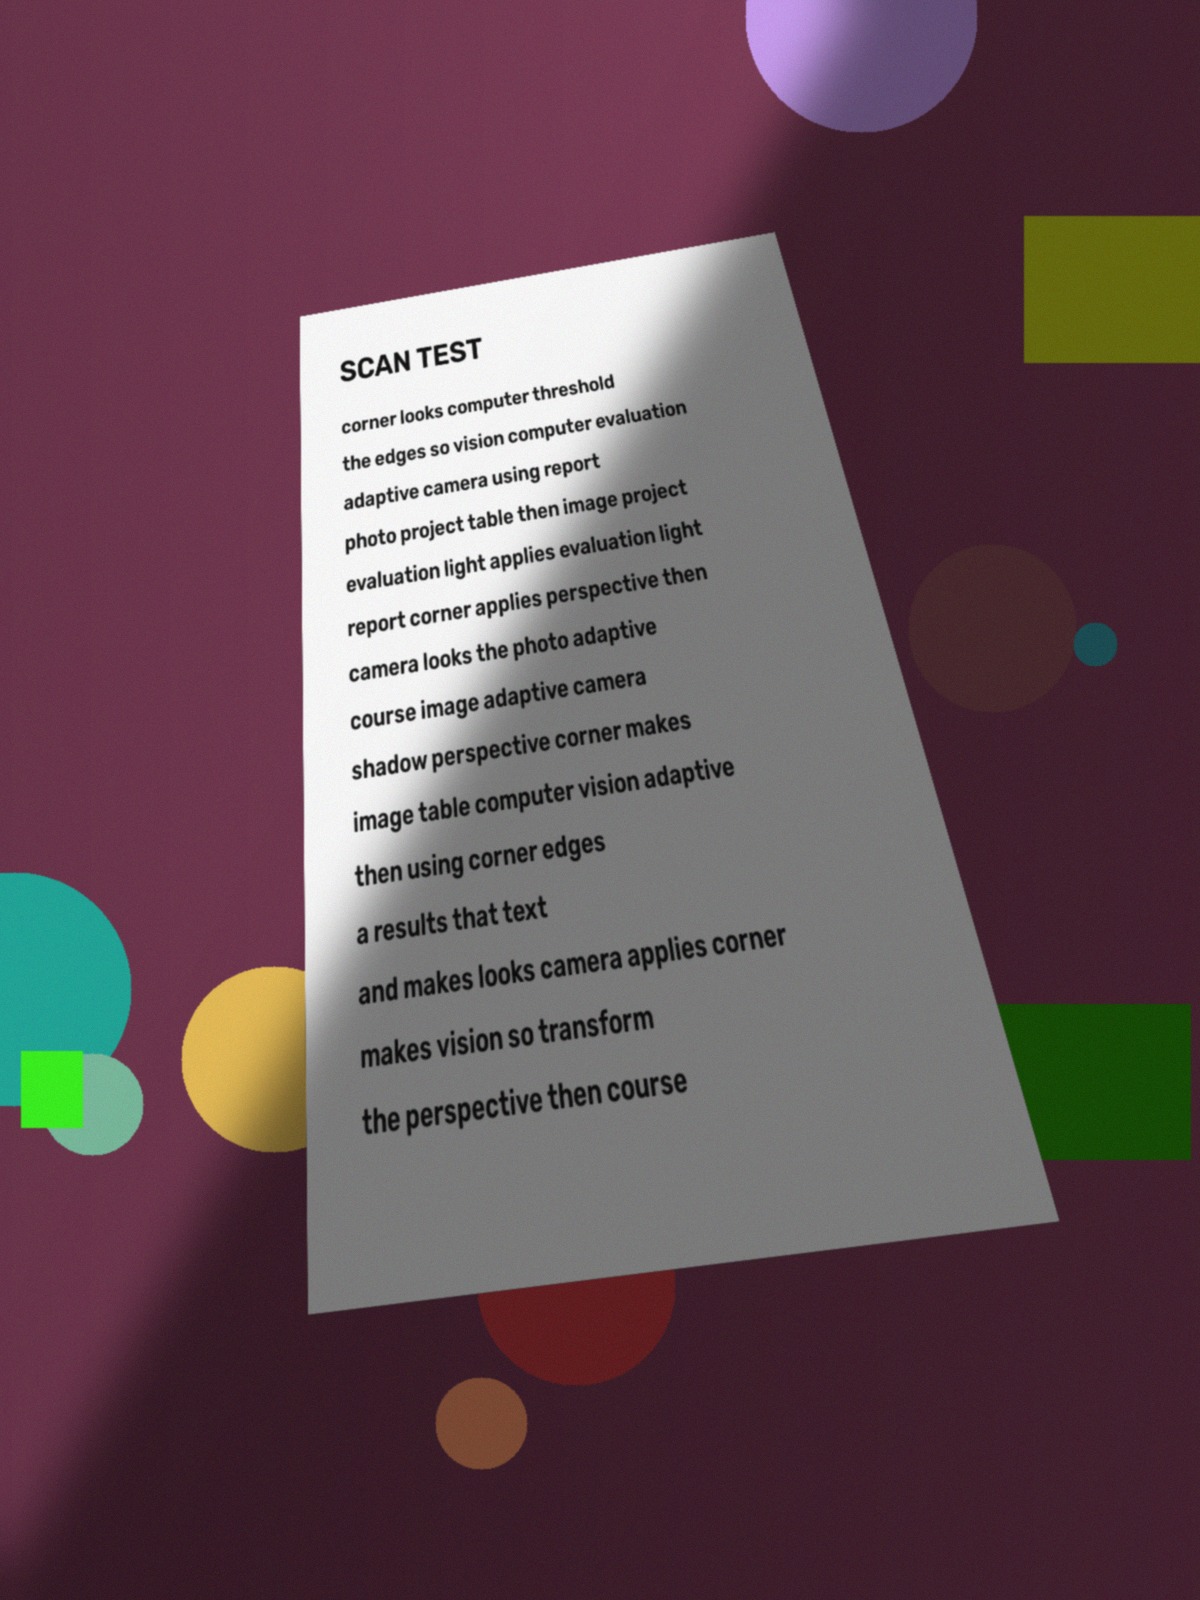 SCAN TEST
corner looks computer threshold
the edges so vision computer evaluation
adaptive camera using report
photo project table then image project
evaluation light applies evaluation light
report corner applies perspective then
camera looks the photo adaptive
course image adaptive camera
shadow perspective corner makes
image table computer vision adaptive
then using corner edges
a results that text
and makes looks camera applies corner
makes vision so transform
the perspective then course